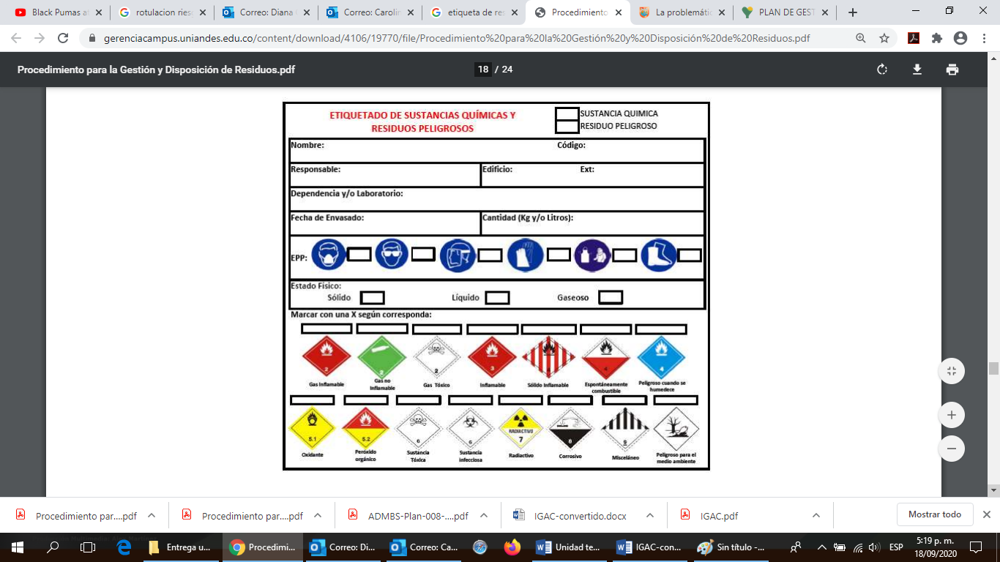 Black Pumas at
rotulacion ries
Correo: Diana
Correo: Carolin
etiqueta de res
Procedimiento
La problemátic
PLAN DE GEST
gerenciacampus.uniandes.edu.co/content/download/4106/19770/file/Procedimiento%20para%20la%20Gestión%20y%20Disposición%20de%20Residuos.pdf
Procedimiento para la Gestión y Disposición de Residuos.pdf
18 / 24
ETIQUETADO DE SUSTANCIAS QUÍMICAS Y
RESIDUOS PELIGROSOS
SUSTANCIA QUIMICA
RESIDUO PELIGROSO
Nombre: Código:
Responsable: Edificio: Ext:
Dependencia y/o Laboratorio:
Fecha de Envasado: Cantidad (Kg y/o Litros):
EPP:
Estado Físico:
Sólido Líquido Gaseoso
Marcar con una X según corresponda:
2 2 2 3 4 4
Gas Inflamable
Gas no
Inflamable
Gas Tóxico
Inflamable
Sólido Inflamable
Espontáneamente
combustible
Peligroso cuando se
humedece
5.1 5.2 6 6 RADIACTIVO 7 8 9
Oxidante
Peróxido
orgánico
Sustancia
Tóxica
Sustancia
infecciosa
Radiactivo
Corrosivo
Misceláneo
Peligroso para el
medio ambiente
Procedimiento par....pdf
Procedimiento par....pdf
ADMBS-Plan-008-....pdf
IGAC-convertido.docx
IGAC.pdf
Mostrar todo
Entrega u...
Procedimi...
Correo: Di...
Correo: Ca...
Unidad te...
IGAC-con...
Sin título -...
ESP
5:19 p. m.
18/09/2020